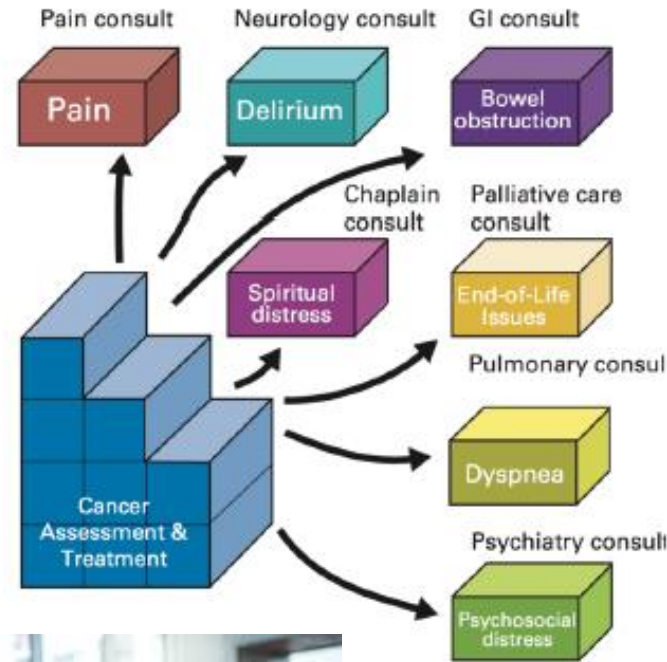 Pain consult
Neurology consult
GI consult
Pain
Delirium
Bowel
obstruction
Chaplain
consult
Palliative care
consult
Spiritual
distress
End-of-Life
Issues
Pulmonary consul
Dyspnea
Cancer
Assessment &
Treatment
Psychiatry consult
Psychosocial
distress